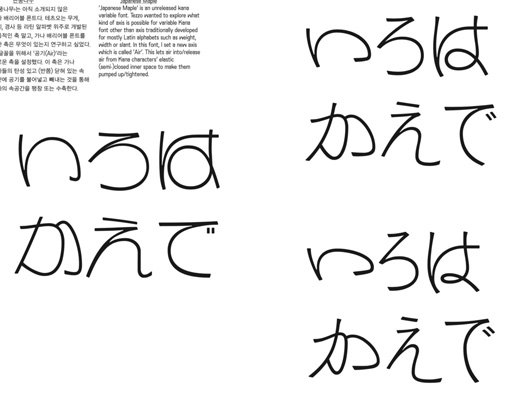 나무는 아직 소개되지 않은
배리어블 폰트다. 테츠오는 무게,
비, 경사 등 라틴 알파벳 위주로 개발된
적인 축 말고, 가나 배리어블 폰트를
축은 무엇이 있는지 연구하고 싶었다.
글꼴을 위해서 '공기(Air)'라는
운 축을 설정했다. 이 축은 가나
들의 탄성 있고 (반쯤) 닫혀 있는 속
에 공기를 불어넣고 빼내는 것을 통해
의 속공간을 팽창 또는 수축한다.
Japanese Maple
'Japanese Maple' is an unreleased kana
variable font. Tezzo wanted to explore what
kind of axis is possible for variable Kana
font other than axis traditionally developed
for mostly Latin alphabets such as weight,
width or slant. In this font, I set a new axis
which is called 'Air'. This lets air into/release
air from Kana characters' elastic
(semi-)closed inner space to make them
pumped up/tightened.
いろは
かえで
いろは
かえで
いろは
かえで